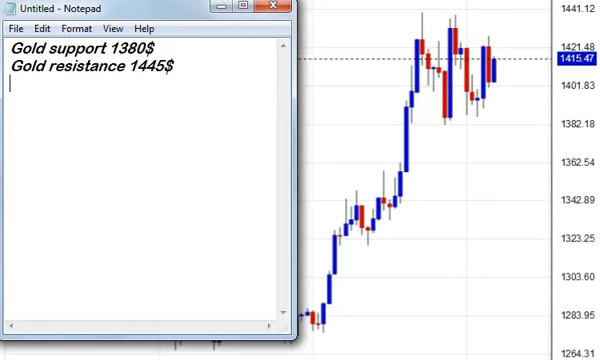 Untitled - Notepad
File Edit Format View Help
Gold support 1380$
Gold resistance 1445$
1441.12
1421.48
1415.47
1401.83
1382.18
1362.54
1342.89
1323.25
1303.60
1283.95
1264.31